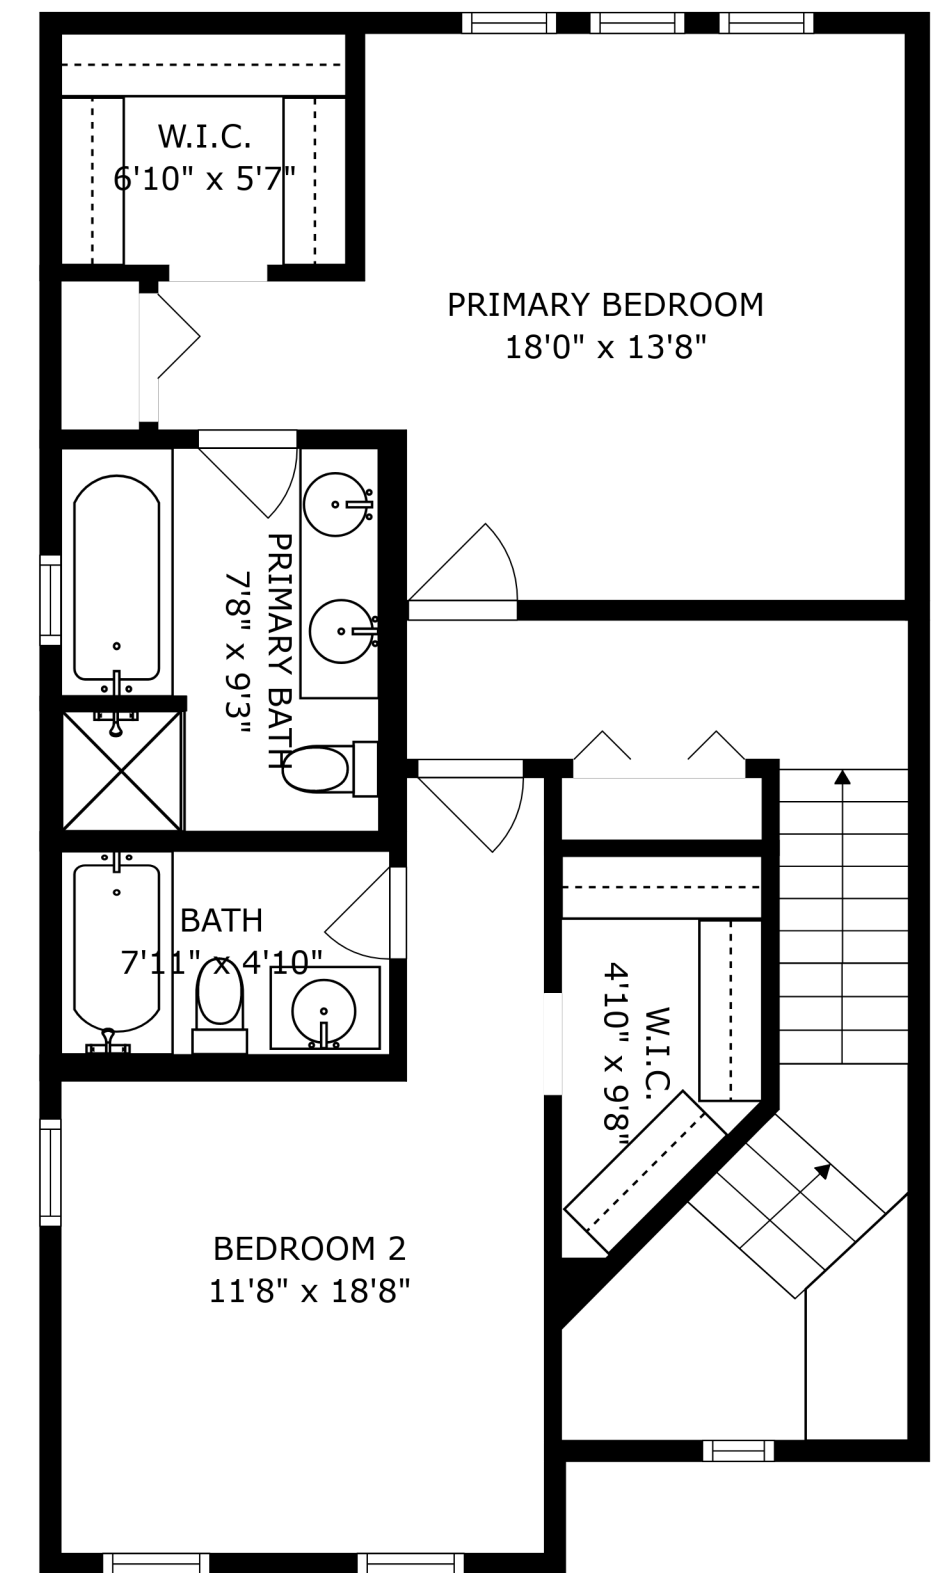 W.I.C.
6'10" x 5'7"
PRIMARY BEDROOM
18'0" x 13'8"
PRIMARY BATH
7'8" x 9'3"
BATH
7'11" x 4'10"
W.I.C.
4'10" x 9'8"
BEDROOM 2
11'8" x 18'8"